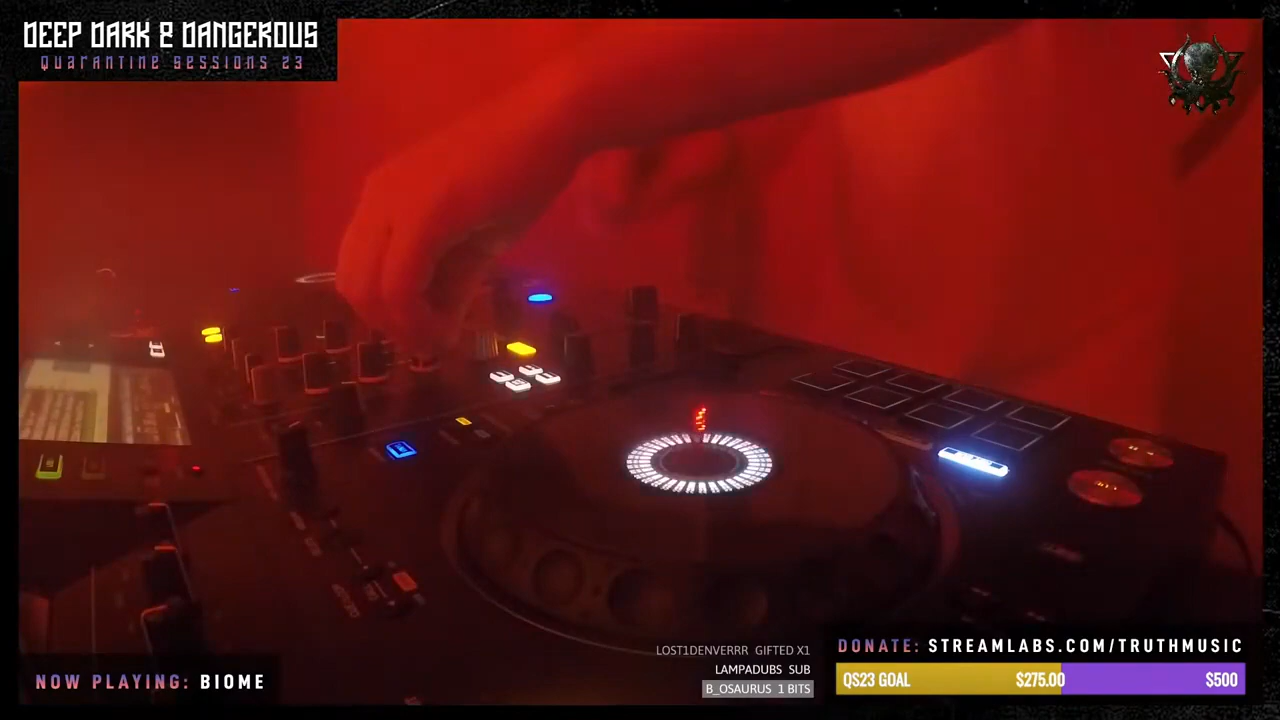 DEEP DARK & DANGEROUS
QUARANTINE SESSIONS 23
LOST1DENVERRR GIFTED X1
LAMPADUBS SUB
B_OSAURUS 1 BITS
DONATE: STREAMLABS.COM/TRUTHMUSIC
QS23 GOAL $275.00 $500
NOW PLAYING: BIOME